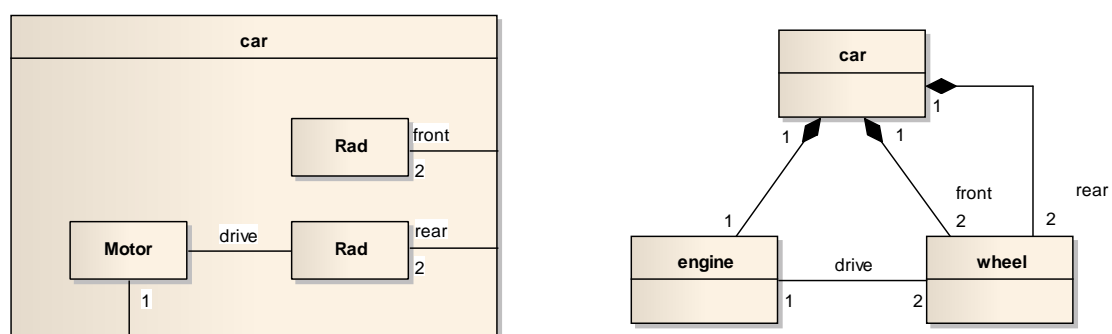 car
Rad
front
2
Motor
drive
Rad
rear
2
1
car
1
1
1
front
rear
1
2
2
engine
drive
wheel
1
2